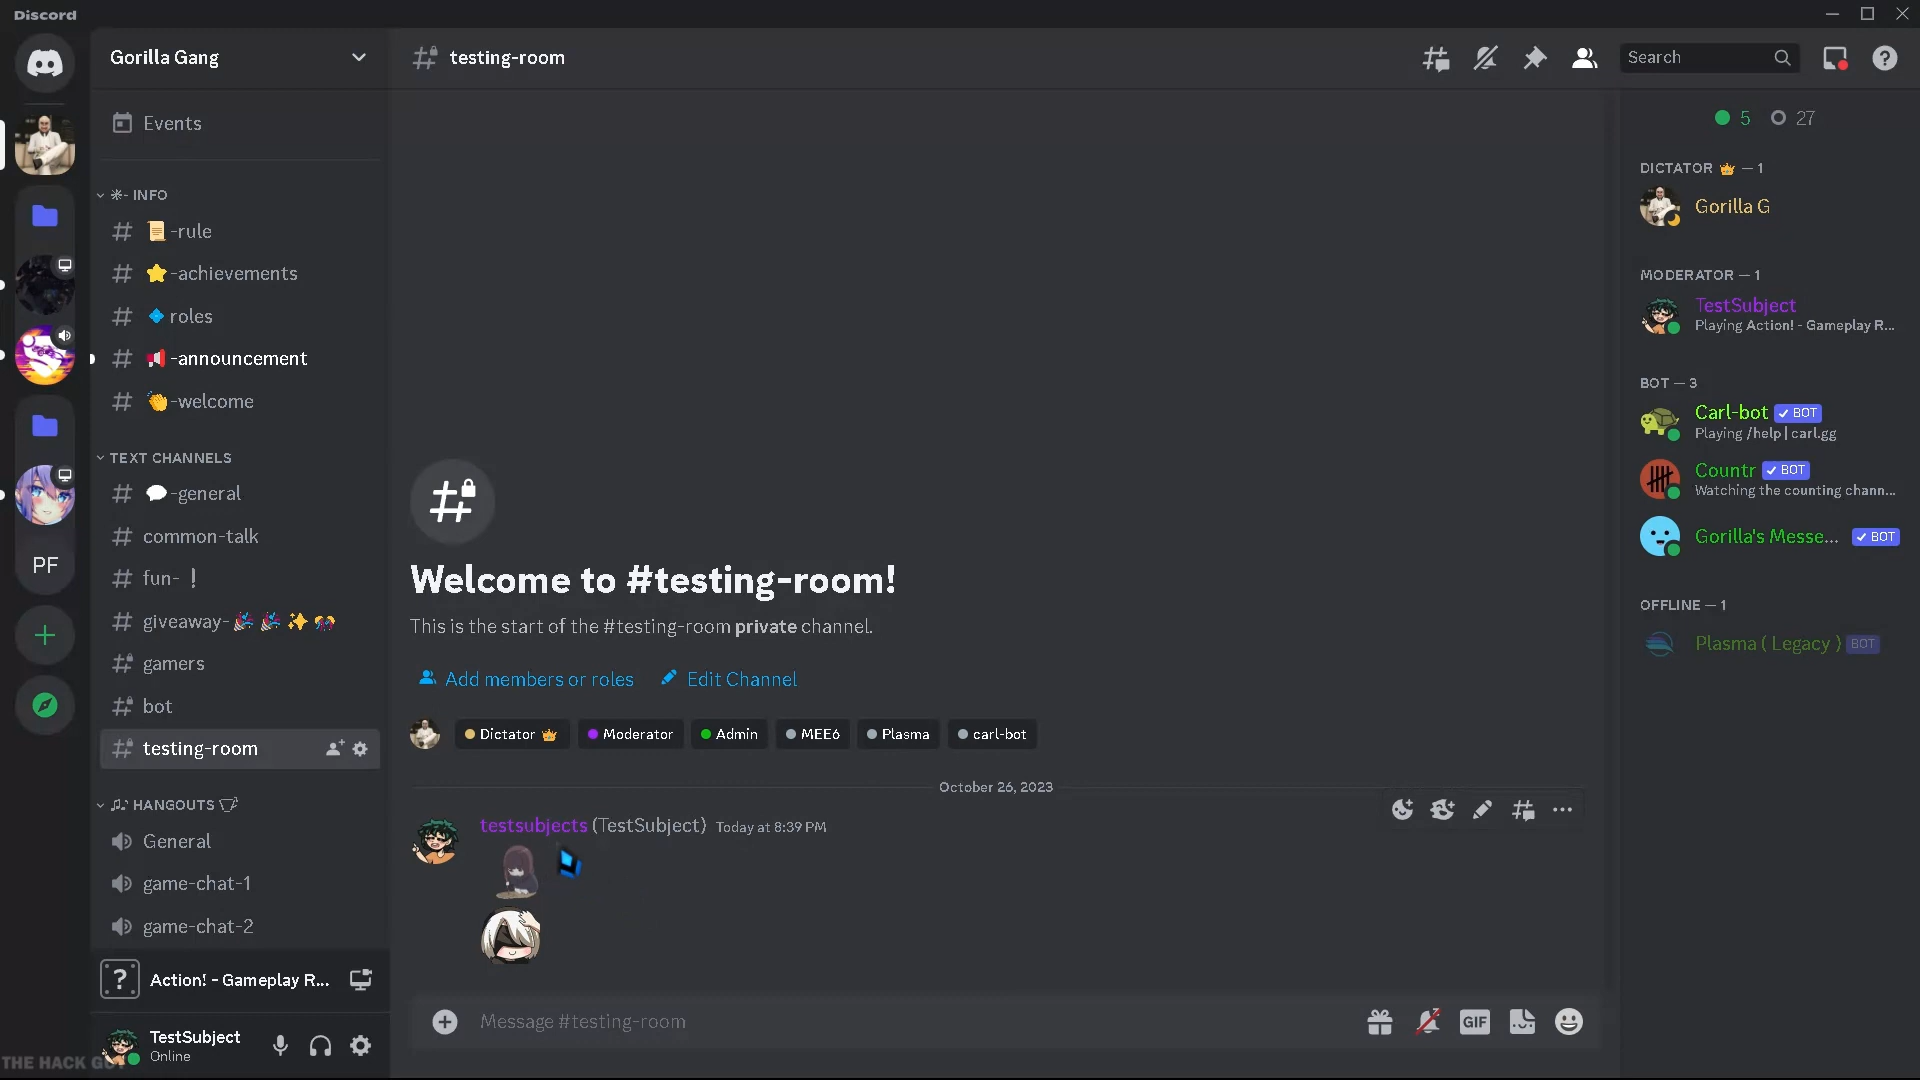 Discord
Gorilla Gang
testing-room
Search
Events
INFO
-rule
-achievements
roles
-announcement
-welcome
TEXT CHANNELS
-general
common-talk
fun-❕
giveaway-
gamers
bot
testing-room
HANGOUTS
General
game-chat-1
game-chat-2
Action! - Gameplay R...
TestSubject
Online
THE HACK GU
PF
Welcome to #testing-room!
This is the start of the #testing-room private channel.
Add members or roles Edit Channel
Dictator Moderator Admin MEE6 Plasma carl-bot
October 26, 2023
testsubjects (TestSubject) Today at 8:39 PM
Message #testing-room
GIF
5 27
DICTATOR — 1
Gorilla G
MODERATOR — 1
TestSubject
Playing Action! - Gameplay R...
BOT — 3
Carl-bot BOT
Playing /help | carl.gg
Countr BOT
Watching the counting chann...
Gorilla's Messe... BOT
OFFLINE — 1
Plasma ( Legacy ) BOT